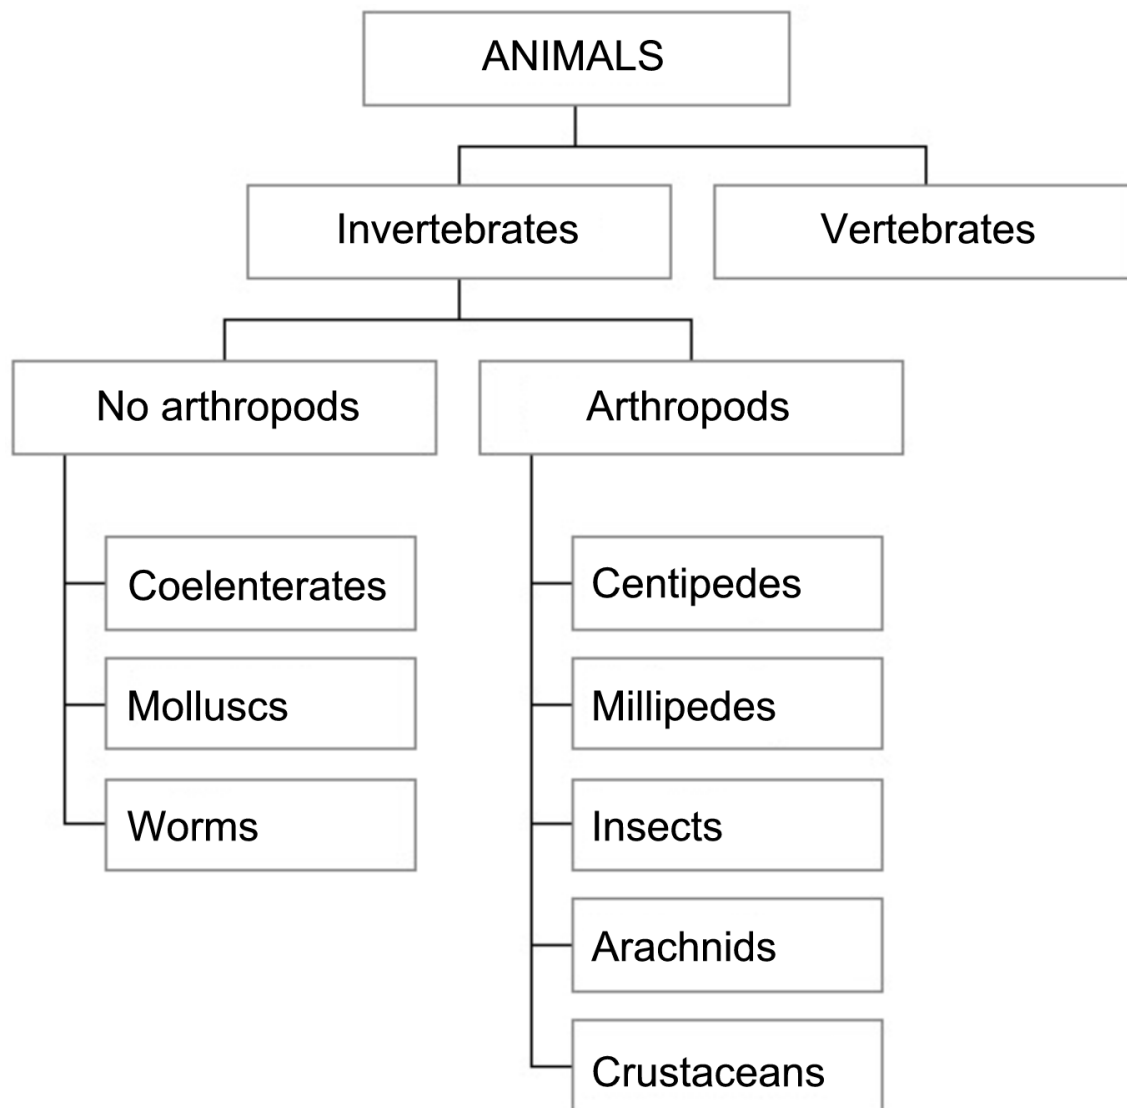 ANIMALS
Invertebrates
Vertebrates
No arthropods
Arthropods
Coelenterates
Molluscs
Worms
Centipedes
Millipedes
Insects
Arachnids
Crustaceans